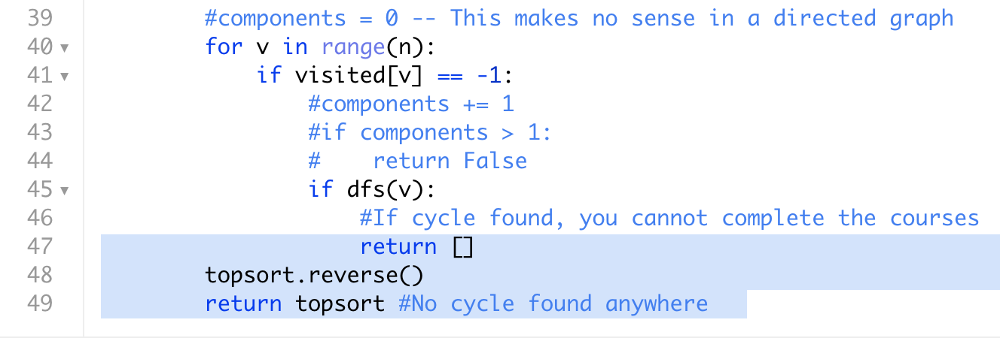 39 #components = 0 -- This makes no sense in a directed graph
40 for v in range(n):
41 if visited[v] == -1:
42 #components += 1
43 #if components > 1:
44 #    return False
45 if dfs(v):
46 #If cycle found, you cannot complete the courses
47 return []
48 topsort.reverse()
49 return topsort #No cycle found anywhere